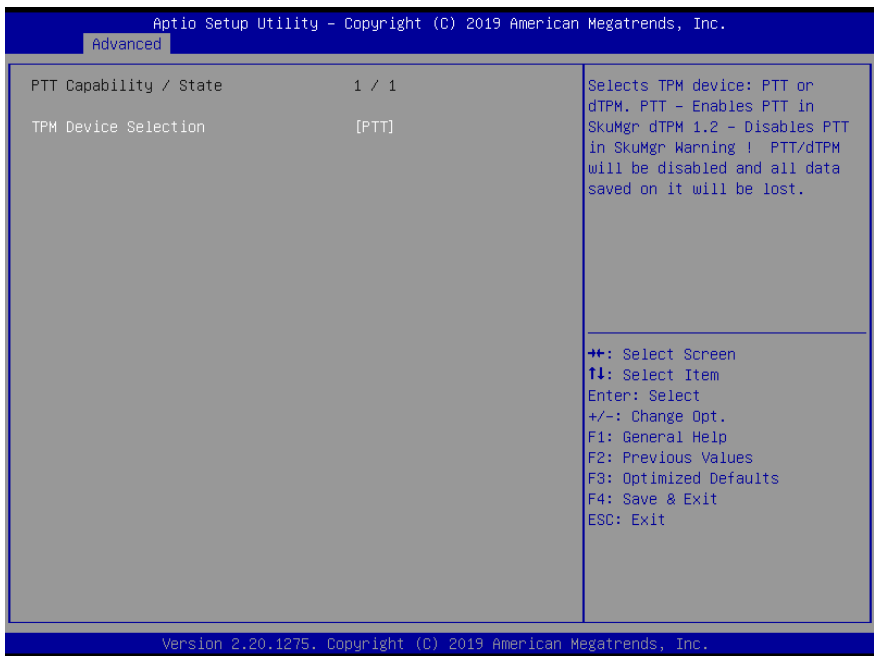 Aptio Setup Utility – Copyright (C) 2019 American Megatrends, Inc.
Advanced
PTT Capability / State 1 / 1
TPM Device Selection [PTT]
Selects TPM device: PTT or
dTPM. PTT – Enables PTT in
SkuMgr dTPM 1.2 – Disables PTT
in SkuMgr Warning ! PTT/dTPM
will be disabled and all data
saved on it will be lost.
→←: Select Screen
↑↓: Select Item
Enter: Select
+/-: Change Opt.
F1: General Help
F2: Previous Values
F3: Optimized Defaults
F4: Save & Exit
ESC: Exit
Version 2.20.1275. Copyright (C) 2019 American Megatrends, Inc.